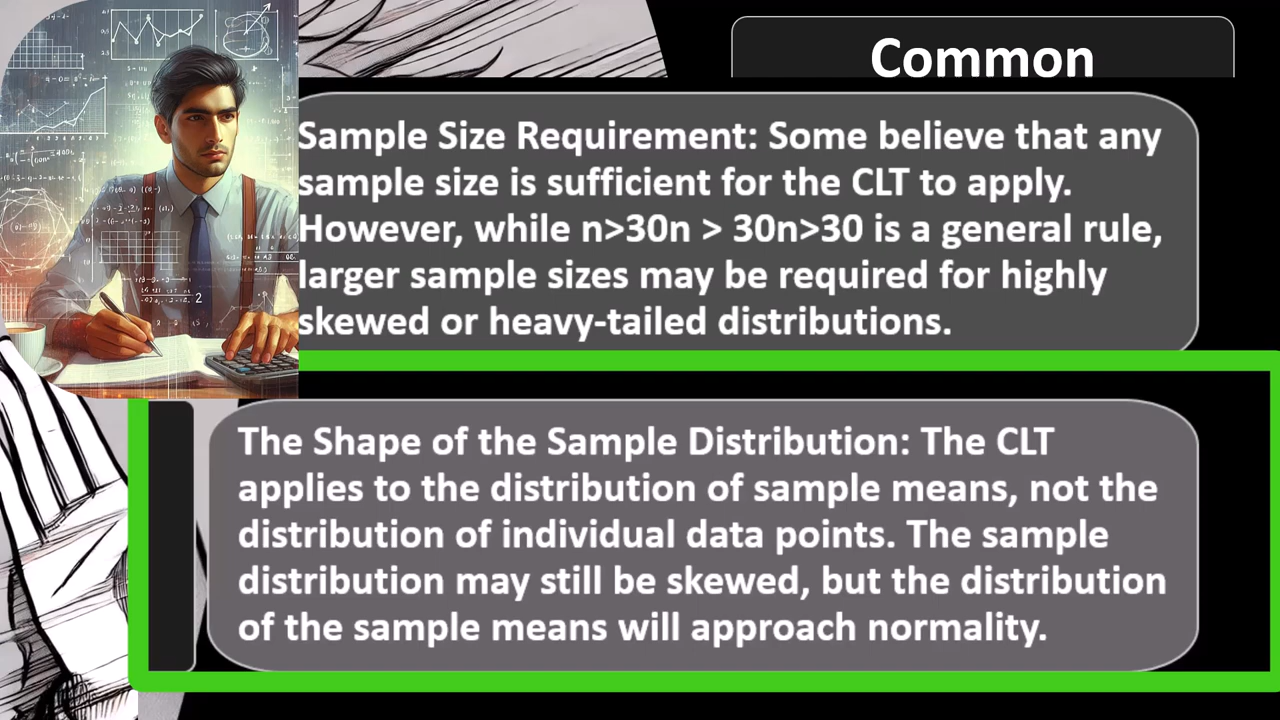 Common
Sample Size Requirement: Some believe that any
sample size is sufficient for the CLT to apply.
However, while n>30n > 30n>30 is a general rule,
larger sample sizes may be required for highly
skewed or heavy-tailed distributions.
The Shape of the Sample Distribution: The CLT
applies to the distribution of sample means, not the
distribution of individual data points. The sample
distribution may still be skewed, but the distribution
of the sample means will approach normality.